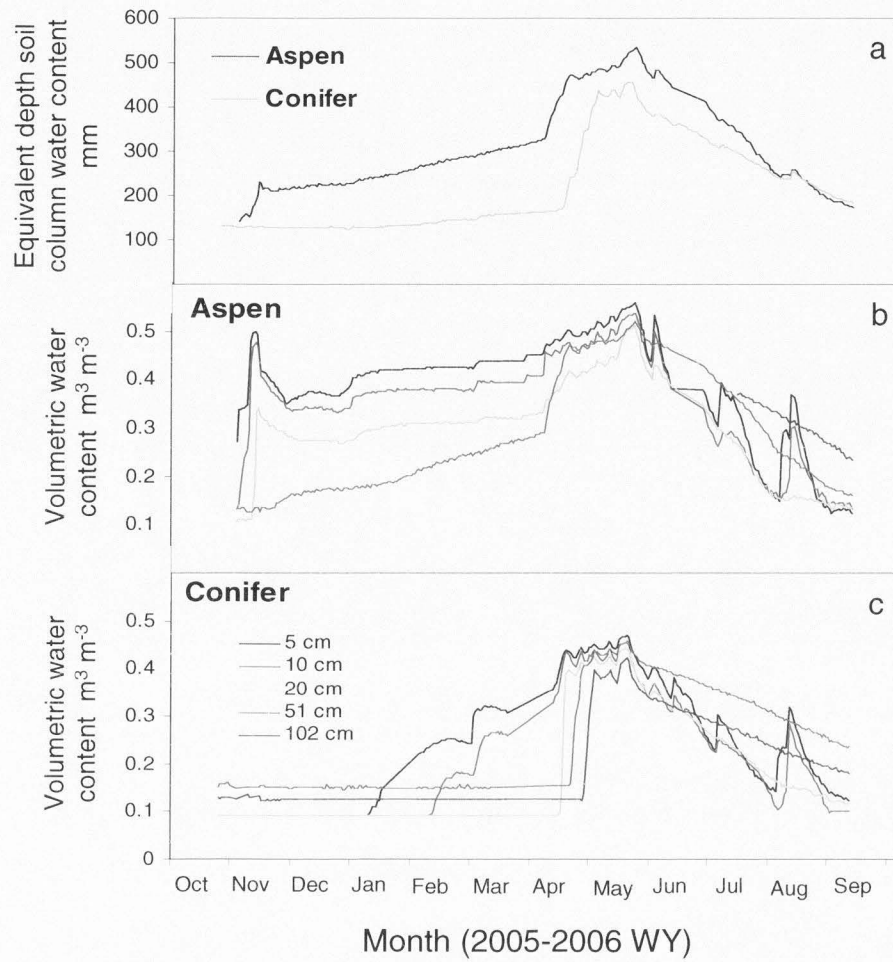 600
500
400
300
200
100
Equivalent depth soil
column water content
mm
Aspen
Conifer
a
Aspen
b
0.5
0.4
0.3
0.2
0.1
Volumetric water
content m³ m⁻³
Conifer
c
0.5
0.4
0.3
0.2
0.1
0
Volumetric water
content m³ m⁻³
5 cm
10 cm
20 cm
51 cm
102 cm
Oct Nov Dec Jan Feb Mar Apr May Jun Jul Aug Sep
Month (2005-2006 WY)